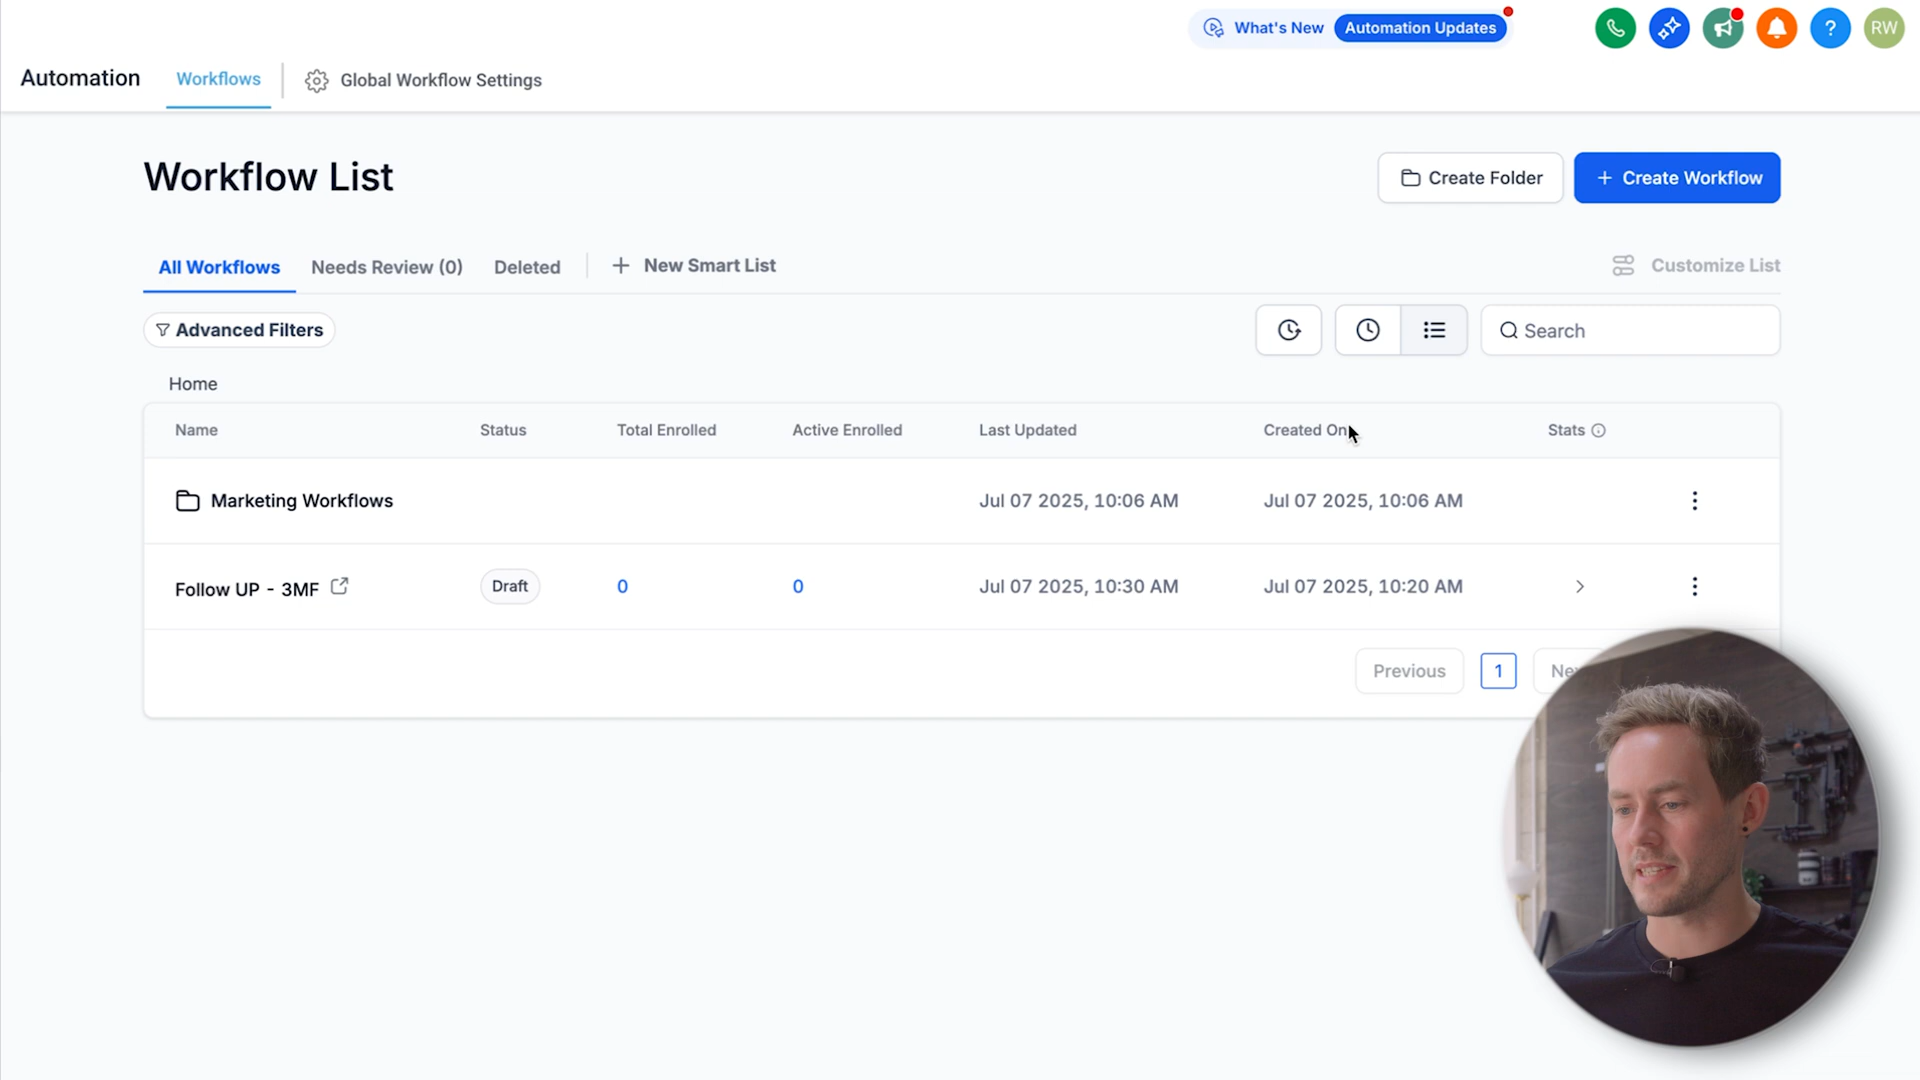 What's New Automation Updates
? RW
Automation Workflows Global Workflow Settings
Workflow List
Create Folder
+ Create Workflow
All Workflows Needs Review (0) Deleted + New Smart List
Customize List
Advanced Filters
Search
Home
Name Status Total Enrolled Active Enrolled Last Updated Created On Stats
Marketing Workflows Jul 07 2025, 10:06 AM Jul 07 2025, 10:06 AM
Follow UP - 3MF Draft 0 0 Jul 07 2025, 10:30 AM Jul 07 2025, 10:20 AM
Previous 1